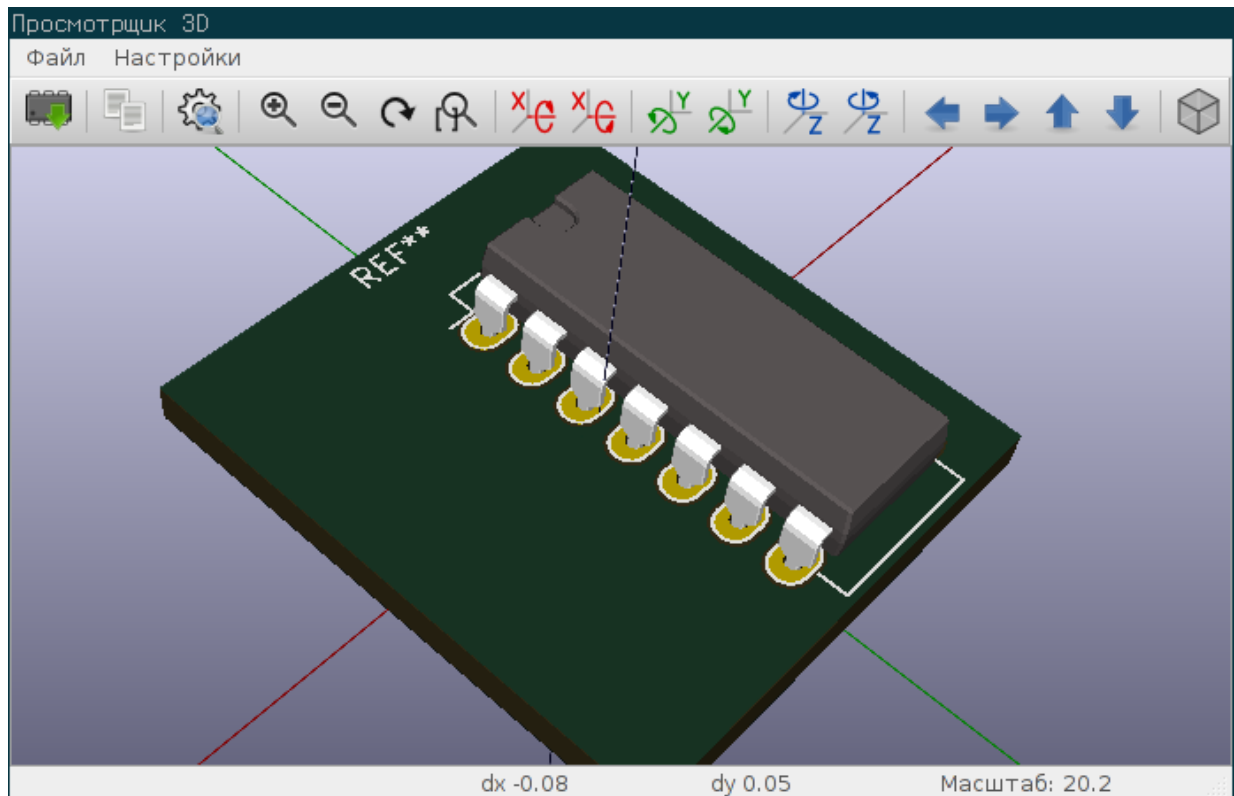 Просмотрщик 3D
Файл Настройки
X X Y Y Z Z
REF**
dx -0.08 dy 0.05 Масштаб: 20.2